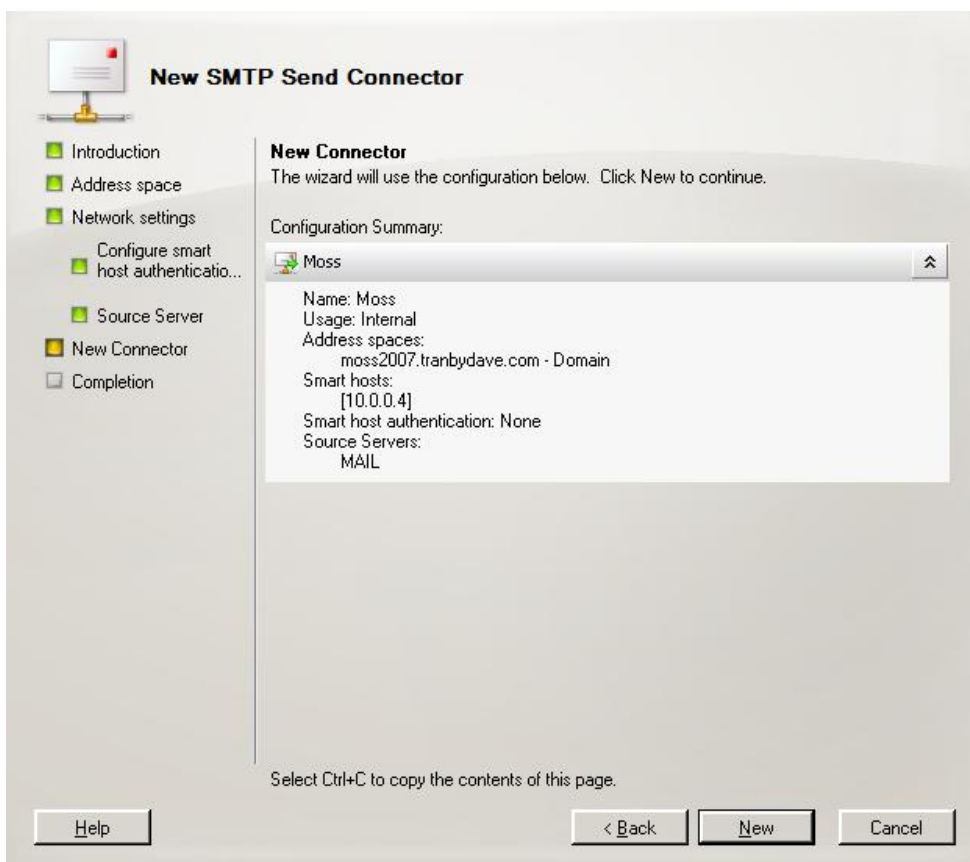 New SMTP Send Connector
Introduction
Address space
Network settings
Configure smart
host authenticatio...
Source Server
New Connector
Completion
New Connector
The wizard will use the configuration below.  Click New to continue.
Configuration Summary:
Moss
Name: Moss
Usage: Internal
Address spaces:
moss2007.tranbydave.com - Domain
Smart hosts:
[10.0.0.4]
Smart host authentication: None
Source Servers:
MAIL
Select Ctrl+C to copy the contents of this page.
Help
< Back
New
Cancel